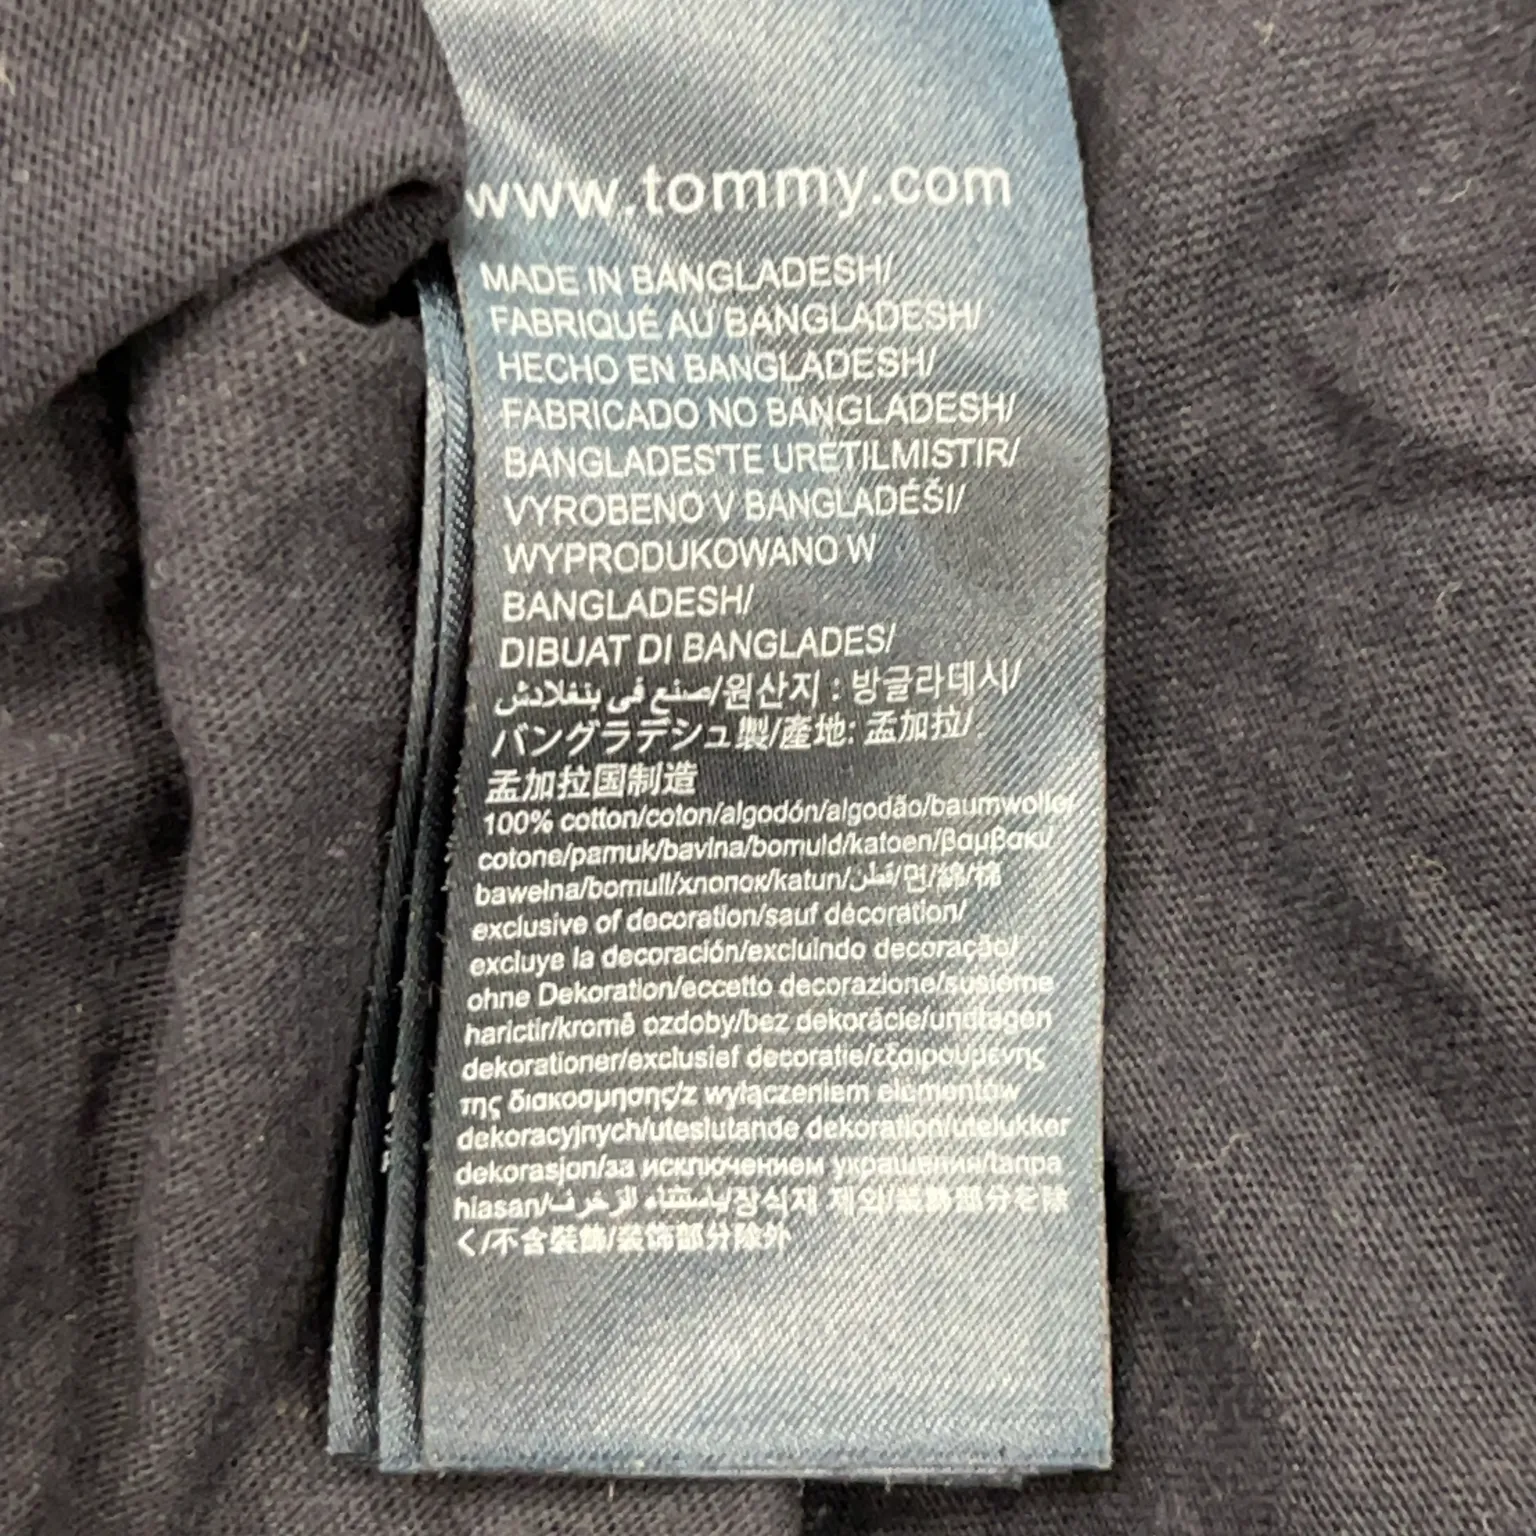 www.tommy.com
MADE IN BANGLADESH/
FABRIQUÉ AU BANGLADESH/
HECHO EN BANGLADESH/
FABRICADO NO BANGLADESH/
BANGLADES'TE URETILMISTIR/
VYROBENO V BANGLADÉŠI/
WYPRODUKOWANO W
BANGLADESH/
DIBUAT DI BANGLADES/
صنع في بنغلادش/원산지 : 방글라데시/
バングラデシュ製/產地: 孟加拉/
孟加拉国制造
100% cotton/coton/algodón/algodão/baumwolle/
cotone/pamuk/bavlna/bomuld/katoen/βαμβακι/
bawełna/bomull/хлопок/katun/قطن/면/綿/棉
exclusive of decoration/sauf décoration/
excluye la decoración/excluindo decoração/
ohne Dekoration/eccetto decorazione/susleme
harictir/kromě ozdoby/bez dekorácie/undtagen
dekorationer/exclusief decoratie/εξαιρουμενης
της διακοσμησης/z wyłączeniem elementów
dekoracyjnych/uteslutande dekoration/utelukker
dekorasjon/за исключением украшения/tanpa
hiasan/باستثناء الزخرف/장식재 제외/装飾部分を除
く/不含裝飾/装饰部分除外